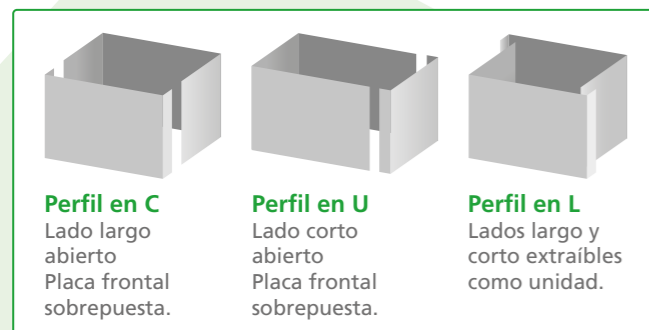 Perfil en C
Lado largo
abierto
Placa frontal
sobrepuesta.
Perfil en U
Lado corto
abierto
Placa frontal
sobrepuesta.
Perfil en L
Lados largo y
corto extraíbles
como unidad.